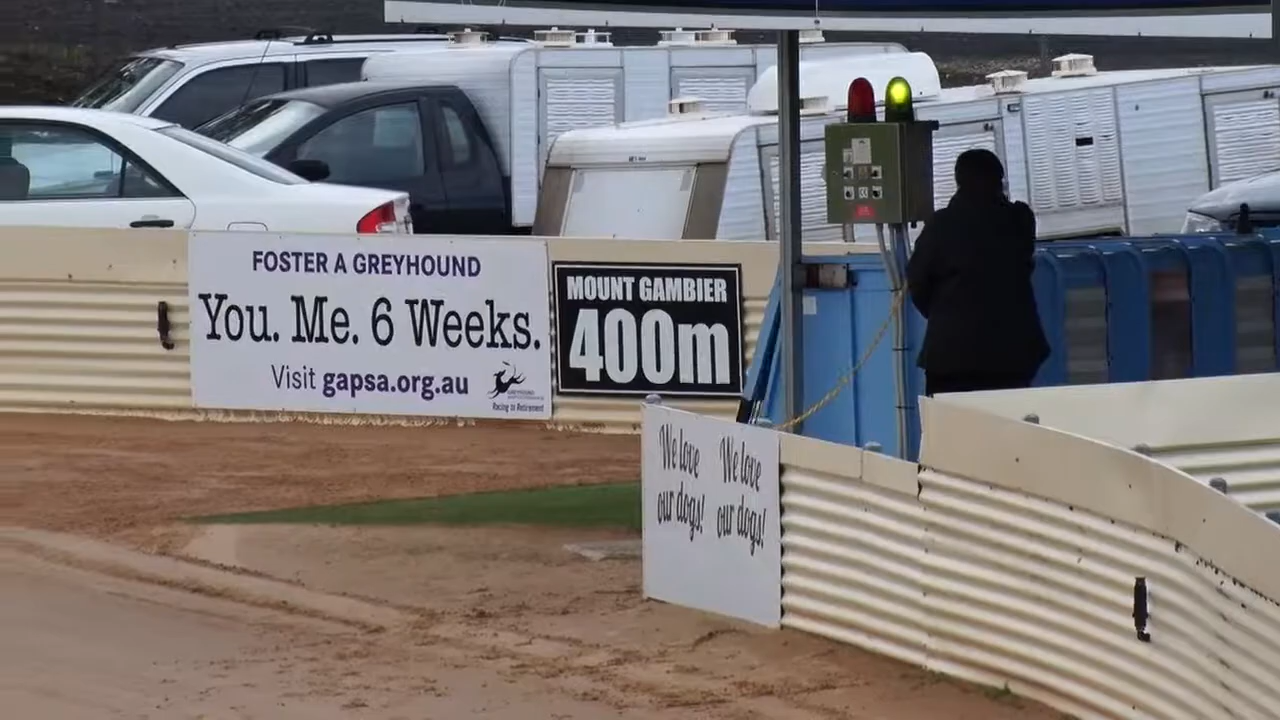 FOSTER A GREYHOUND
You. Me. 6 Weeks.
Visit gapsa.org.au
Racing to Retirement
MOUNT GAMBIER
400m
We love
our dogs!
We love
our dogs!